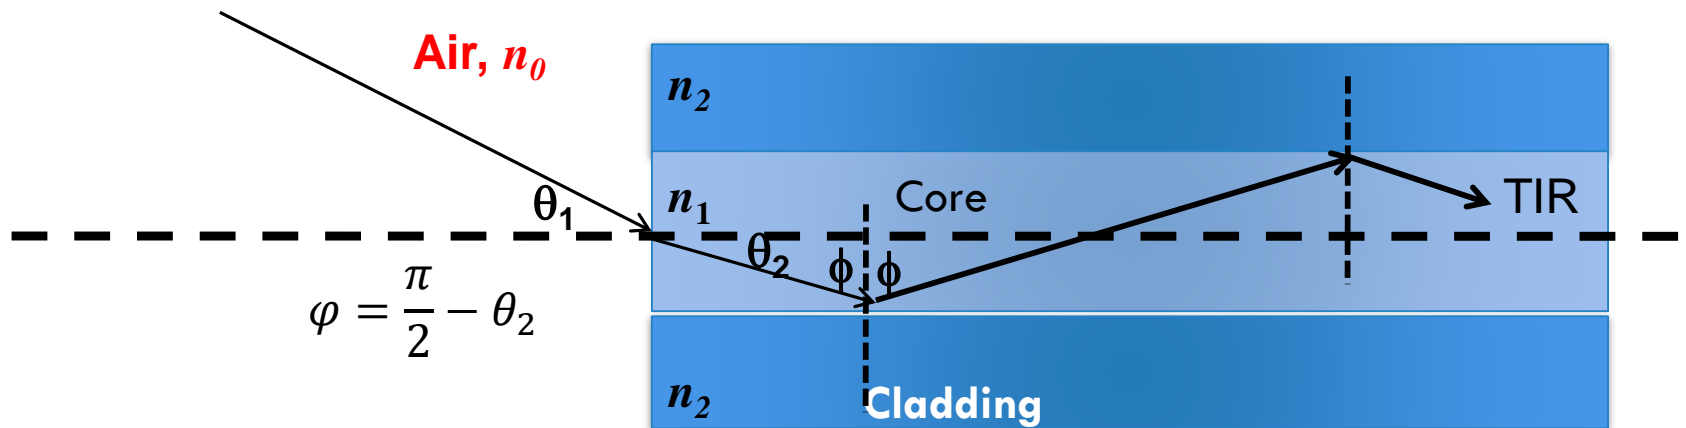 Air, n₀
n₂
θ₁
n₁
Core
TIR
θ₂
ϕ
ϕ
φ = π/2 − θ₂
n₂
Cladding